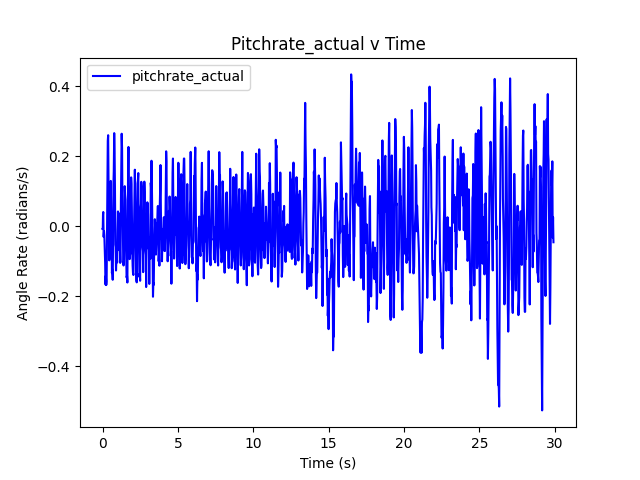 Pitchrate_actual v Time
pitchrate_actual
Angle Rate (radians/s)
0.4
0.2
0.0
−0.2
−0.4
0 5 10 15 20 25 30
Time (s)